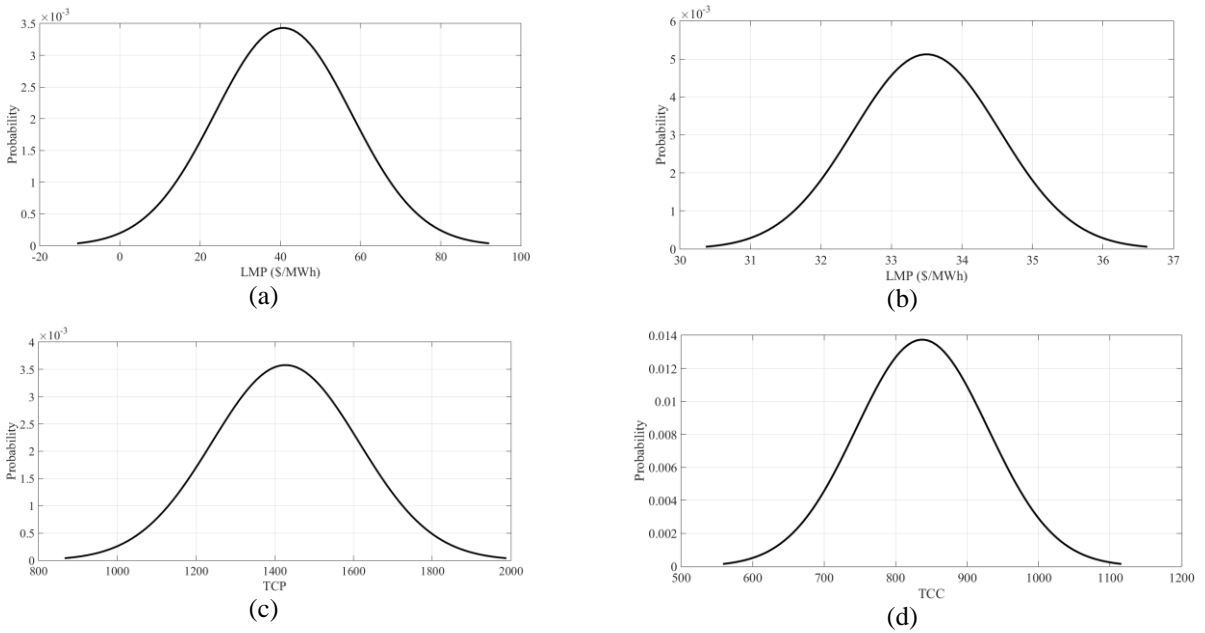 ×10⁻³
3.5
3
2.5
2
1.5
1
0.5
0
Probability
-20 0 20 40 60 80 100
LMP ($/MWh)
(a)
×10⁻³
6
5
4
3
2
1
0
Probability
30 31 32 33 34 35 36 37
LMP ($/MWh)
(b)
×10⁻³
4
3.5
3
2.5
2
1.5
1
0.5
0
Probability
800 1000 1200 1400 1600 1800 2000
TCP
(c)
0.014
0.012
0.01
0.008
0.006
0.004
0.002
0
Probability
500 600 700 800 900 1000 1100 1200
TCC
(d)